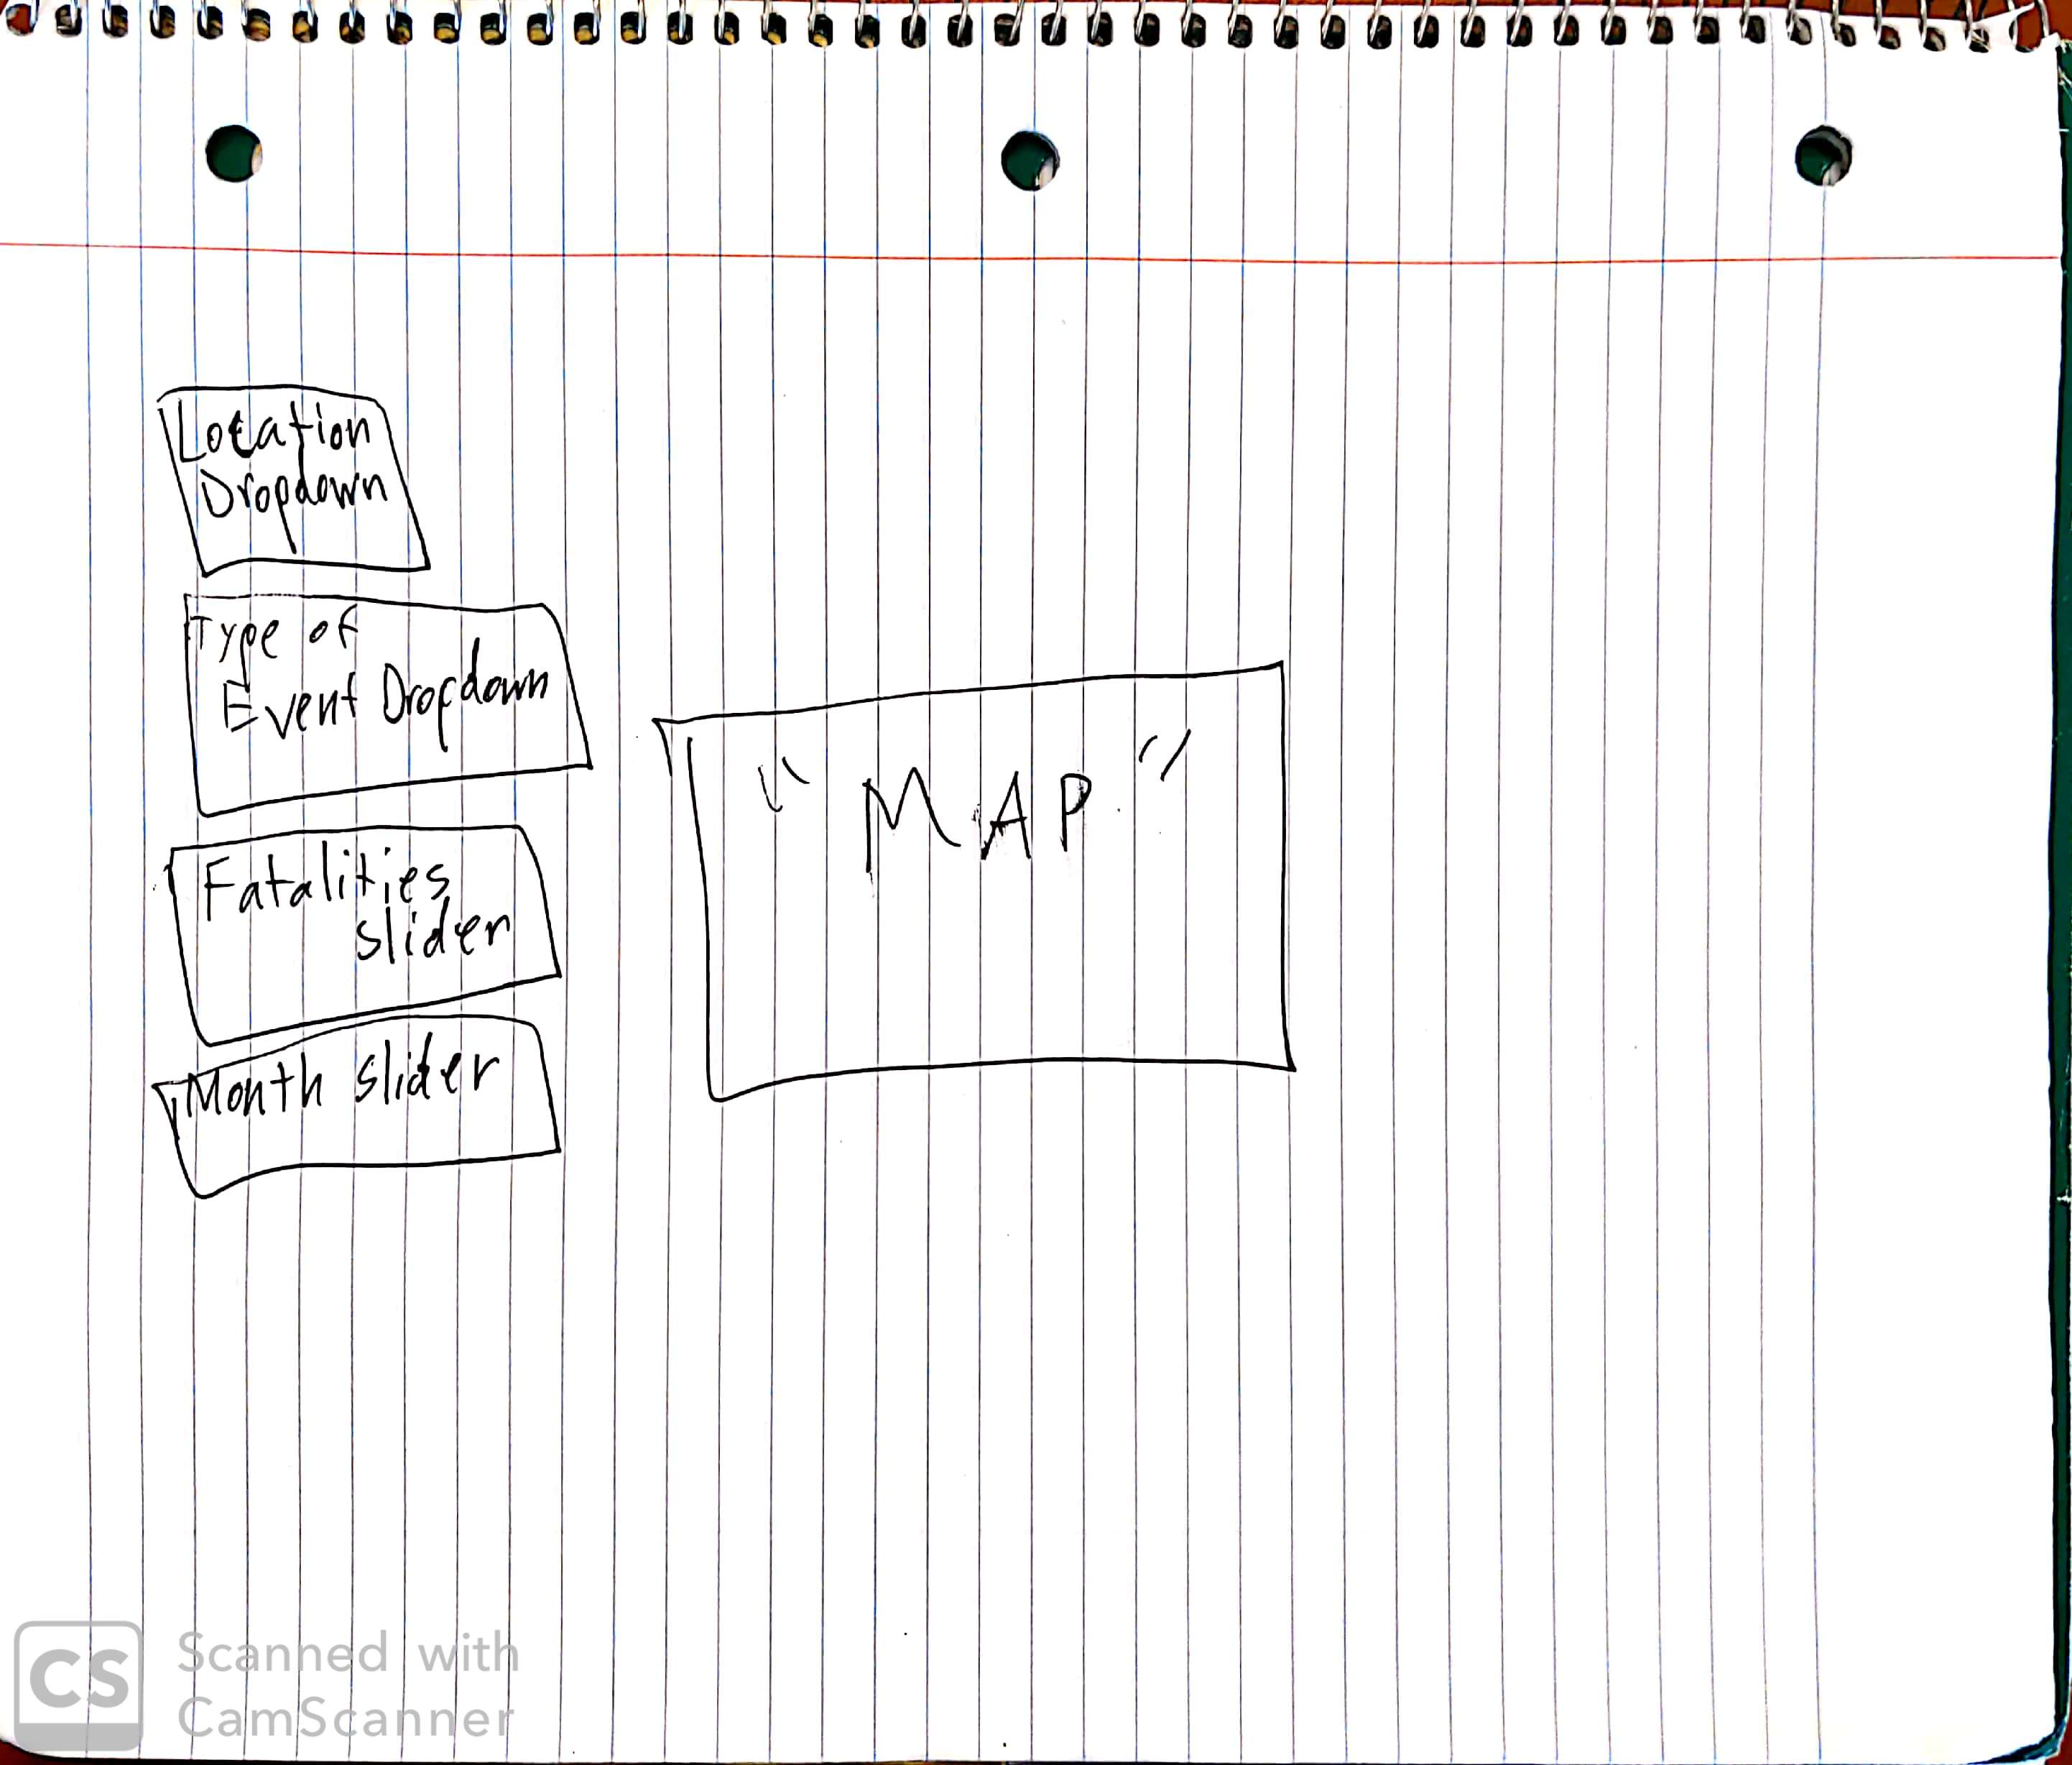 Location
Dropdown
Type of
Event Dropdown
Fatalities
slider
Month slider
"MAP"
CS
Scanned with
CamScanner